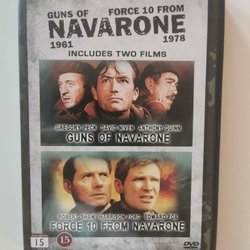 GUNS OF FORCE 10 FROM
NAVARONE
1961 1978
INCLUDES TWO FILMS
GREGORY PECK DAVID NIVEN ANTHONY QUINN
GUNS OF NAVARONE
ROBERT SHAW HARRISON FORD EDWARD FOX
FORCE 10 FROM NAVARONE
15 15 DVD